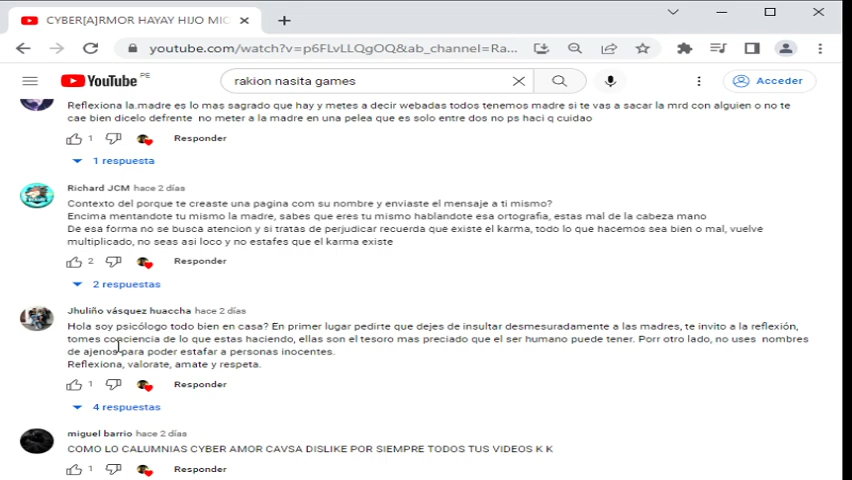 CYBER[A]RMOR HAYAY HIJO MIC
youtube.com/watch?v=p6FLvLLQgOQ&ab_channel=Ra...
YouTube PE
rakion nasita games
Acceder
Reflexiona la.madre es lo mas sagrado que hay y metes a decir webadas todos tenemos madre si te vas a sacar la mrd con alguien o no te
cae bien dicelo defrente no meter a la madre en una pelea que es solo entre dos no ps haci q cuidao
1 Responder
1 respuesta
Richard JCM hace 2 días
Contexto del porque te creaste una pagina com su nombre y enviaste el mensaje a ti mismo?
Encima mentandote tu mismo la madre, sabes que eres tu mismo hablandote esa ortografia, estas mal de la cabeza mano
De esa forma no se busca atencion y si tratas de perjudicar recuerda que existe el karma, todo lo que hacemos sea bien o mal, vuelve
multiplicado, no seas asi loco y no estafes que el karma existe
2 Responder
2 respuestas
Jhuliño vásquez huaccha hace 2 días
Hola soy psicólogo todo bien en casa? En primer lugar pedirte que dejes de insultar desmesuradamente a las madres, te invito a la reflexión,
tomes conciencia de lo que estas haciendo, ellas son el tesoro mas preciado que el ser humano puede tener. Porr otro lado, no uses nombres
de ajenos para poder estafar a personas inocentes.
Reflexiona, valorate, amate y respeta.
1 Responder
4 respuestas
miguel barrio hace 2 días
COMO LO CALUMNIAS CYBER AMOR CAVSA DISLIKE POR SIEMPRE TODOS TUS VIDEOS K K
1 Responder